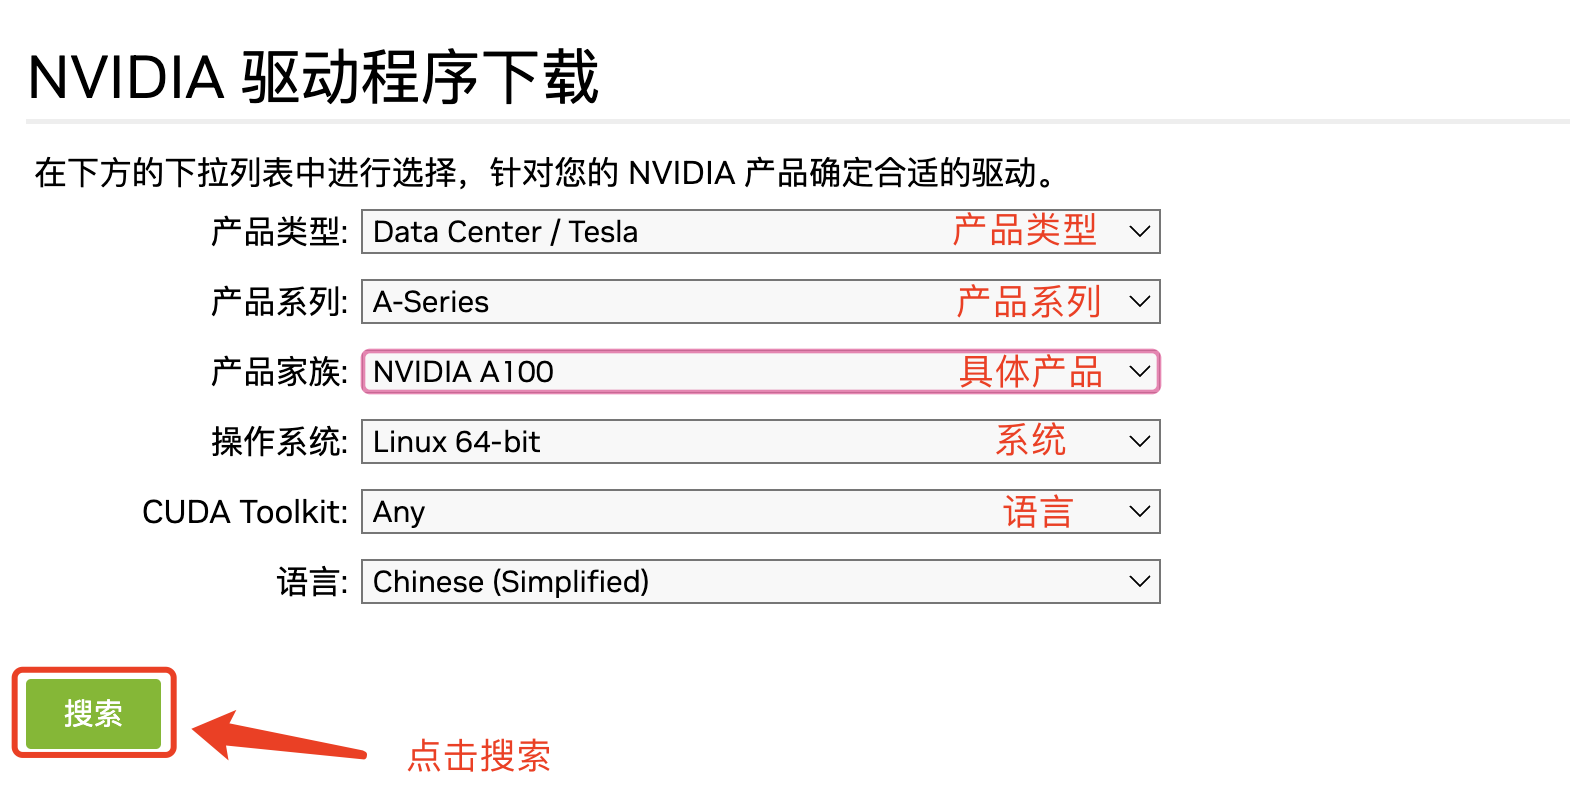 NVIDIA 驱动程序下载
在下方的下拉列表中进行选择，针对您的 NVIDIA 产品确定合适的驱动。
产品类型: Data Center / Tesla 产品类型
产品系列: A-Series 产品系列
产品家族: NVIDIA A100 具体产品
操作系统: Linux 64-bit 系统
CUDA Toolkit: Any 语言
语言: Chinese (Simplified)
搜索
点击搜索